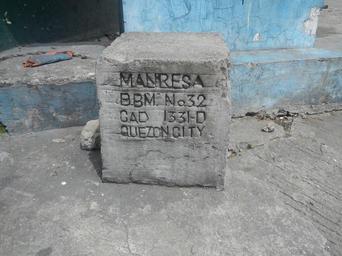 MANRESA
BBM No 32
CAD 1331-D
QUEZON CITY